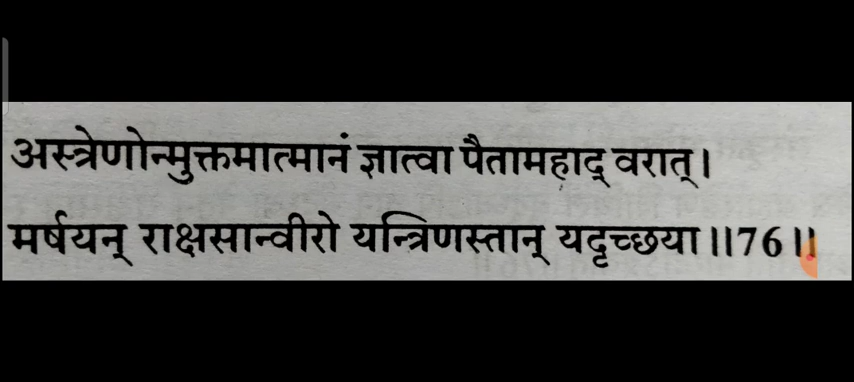 अस्त्रेणोन्मुक्तमात्मानं ज्ञात्वा पैतामहाद् वरात्।
मर्षयन् राक्षसान्वीरो यन्त्रिणस्तान् यदृच्छया ॥76॥